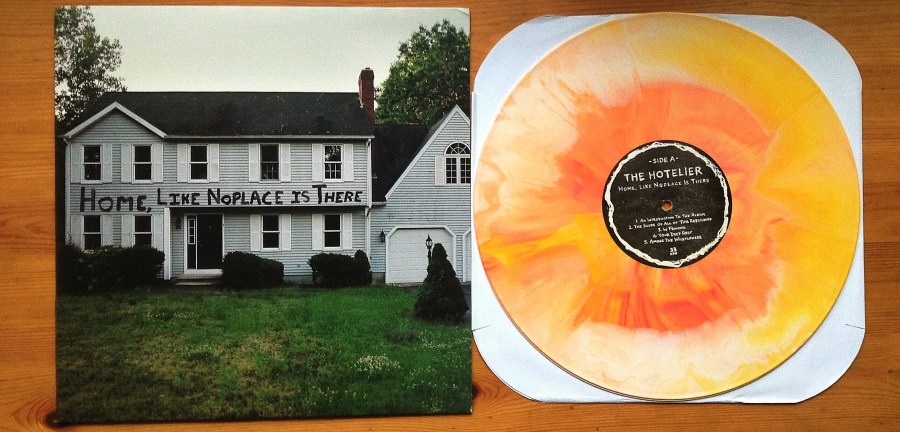 Home, Like Noplace is There
- SIDE A -
THE HOTELIER
Home, Like Noplace Is There
1. An Introduction To The Album
2. The Scope Of All Of This Rebuilding
3. In Framing
4. Your Deep Rest
5. Among The Wildflowers
33